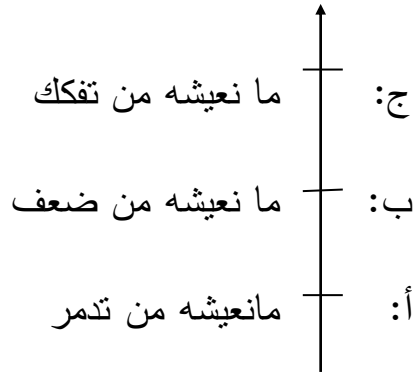 ج: ما نعيشه من تفكك
ب: ما نعيشه من ضعف
أ: مانعيشه من تدمر